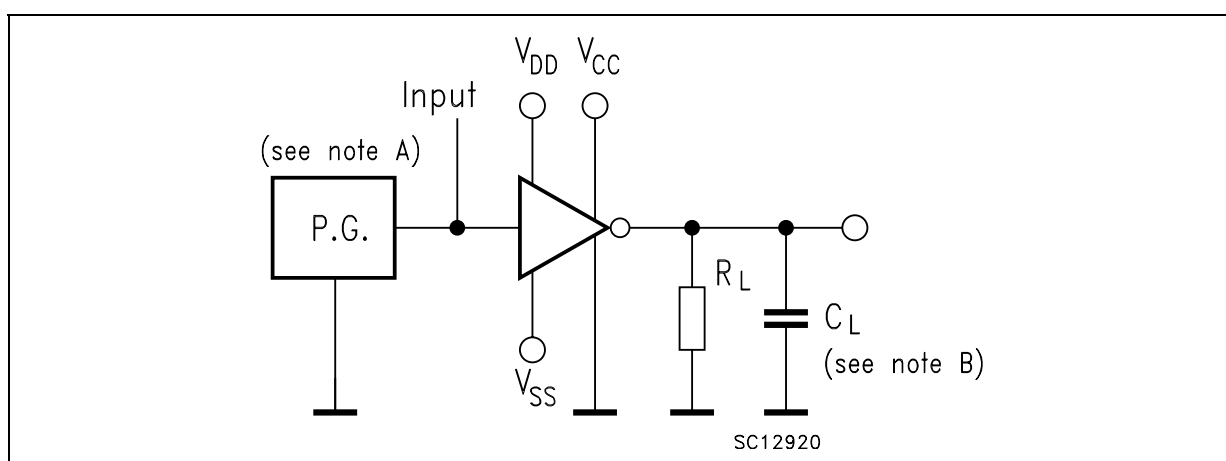 V_DD V_CC
Input
(see note A)
P.G.
R_L
C_L
(see note B)
V_SS
SC12920